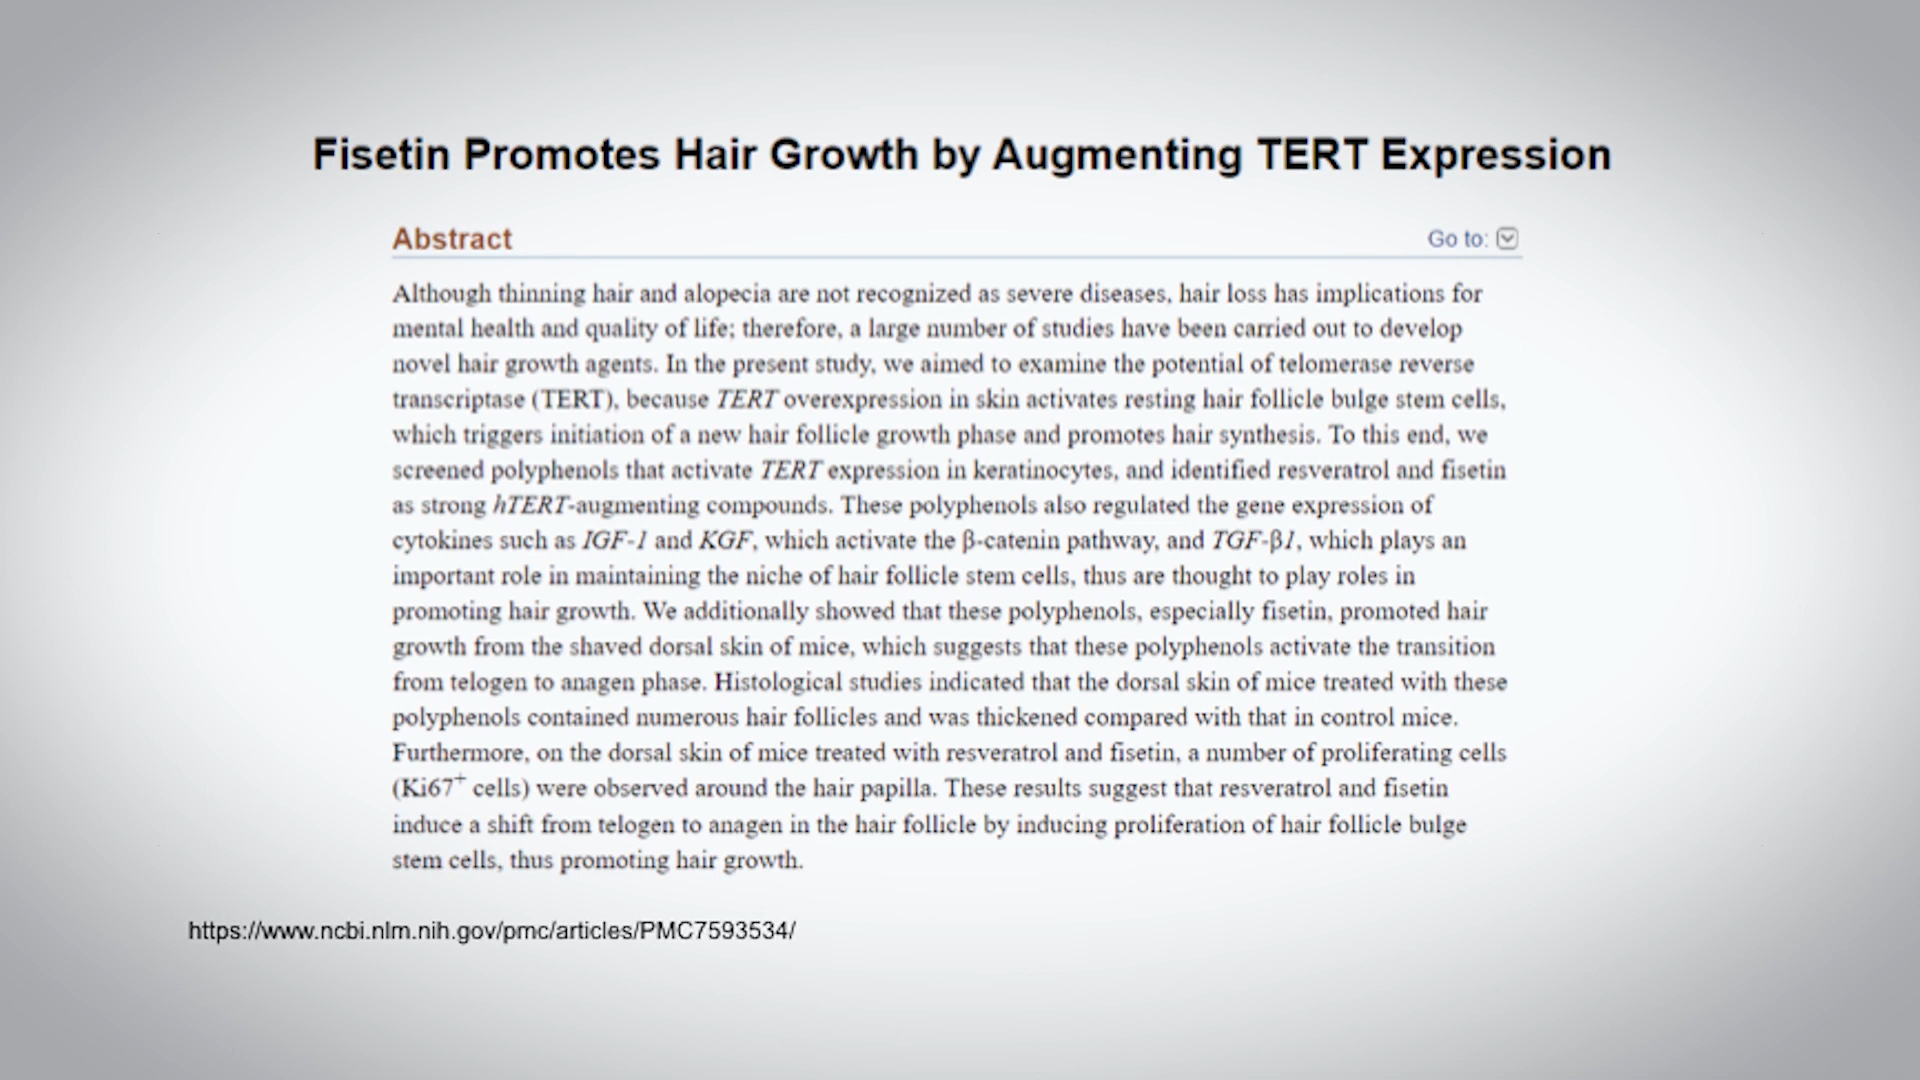 Fisetin Promotes Hair Growth by Augmenting TERT Expression
Abstract
Go to:
Although thinning hair and alopecia are not recognized as severe diseases, hair loss has implications for
mental health and quality of life; therefore, a large number of studies have been carried out to develop
novel hair growth agents. In the present study, we aimed to examine the potential of telomerase reverse
transcriptase (TERT), because TERT overexpression in skin activates resting hair follicle bulge stem cells,
which triggers initiation of a new hair follicle growth phase and promotes hair synthesis. To this end, we
screened polyphenols that activate TERT expression in keratinocytes, and identified resveratrol and fisetin
as strong hTERT-augmenting compounds. These polyphenols also regulated the gene expression of
cytokines such as IGF-1 and KGF, which activate the β-catenin pathway, and TGF-β1, which plays an
important role in maintaining the niche of hair follicle stem cells, thus are thought to play roles in
promoting hair growth. We additionally showed that these polyphenols, especially fisetin, promoted hair
growth from the shaved dorsal skin of mice, which suggests that these polyphenols activate the transition
from telogen to anagen phase. Histological studies indicated that the dorsal skin of mice treated with these
polyphenols contained numerous hair follicles and was thickened compared with that in control mice.
Furthermore, on the dorsal skin of mice treated with resveratrol and fisetin, a number of proliferating cells
(Ki67⁺ cells) were observed around the hair papilla. These results suggest that resveratrol and fisetin
induce a shift from telogen to anagen in the hair follicle by inducing proliferation of hair follicle bulge
stem cells, thus promoting hair growth.
https://www.ncbi.nlm.nih.gov/pmc/articles/PMC7593534/